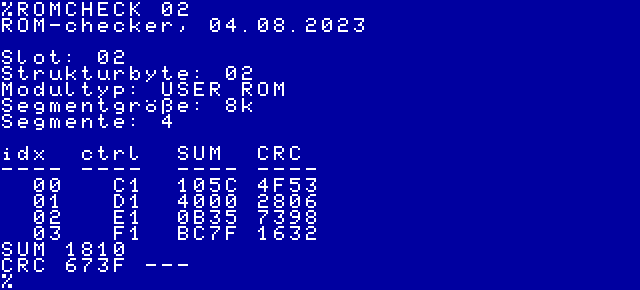 %ROMCHECK 02
ROM-checker, 04.08.2023
Slot: 02
Strukturbyte: 02
Modultyp: USER ROM
Segmentgröße: 8k
Segmente: 4
idx ctrl SUM CRC
---- ---- ---- ----
00 C1 105C 4F53
01 D1 4000 2806
02 E1 0B35 7398
03 F1 BC7F 1632
SUM 1810
CRC 673F ---
%